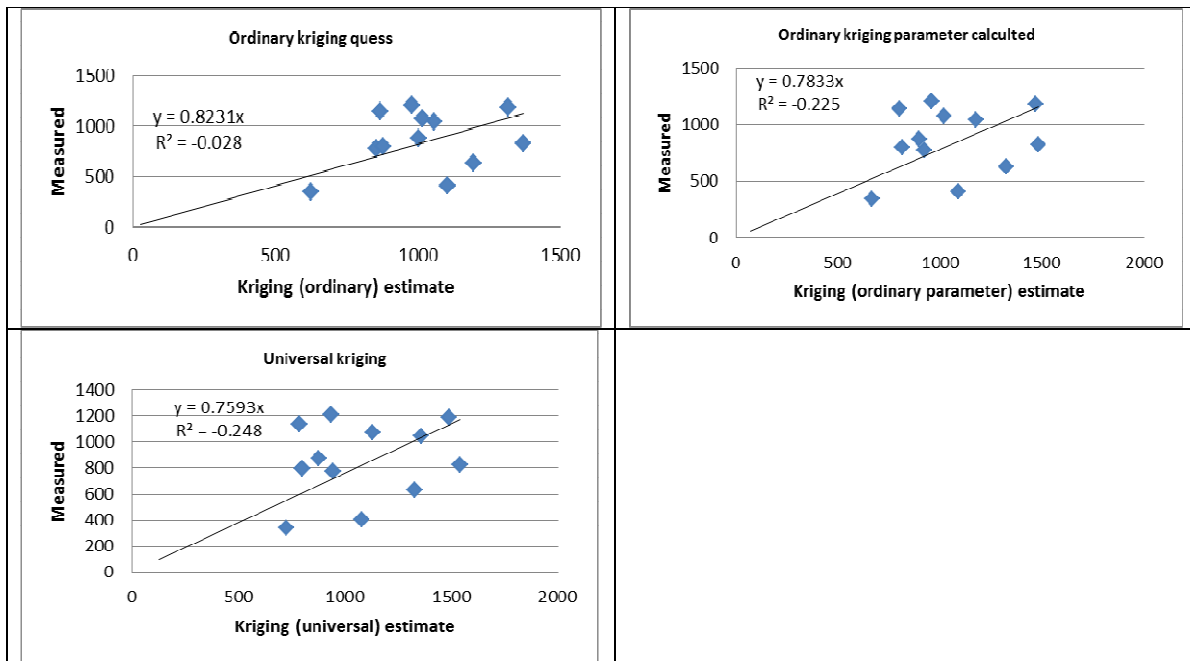 Ordinary kriging quess
1500
1000
500
0
y = 0.8231x
R² = -0.028
Measured
0 500 1000 1500
Kriging (ordinary) estimate
Ordinary kriging parameter calculted
1500
1000
500
0
y = 0.7833x
R² = -0.225
Measured
0 500 1000 1500 2000
Kriging (ordinary parameter) estimate
Universal kriging
1400
1200
1000
800
600
400
200
0
y = 0.7593x
R² = -0.248
Measured
0 500 1000 1500 2000
Kriging (universal) estimate